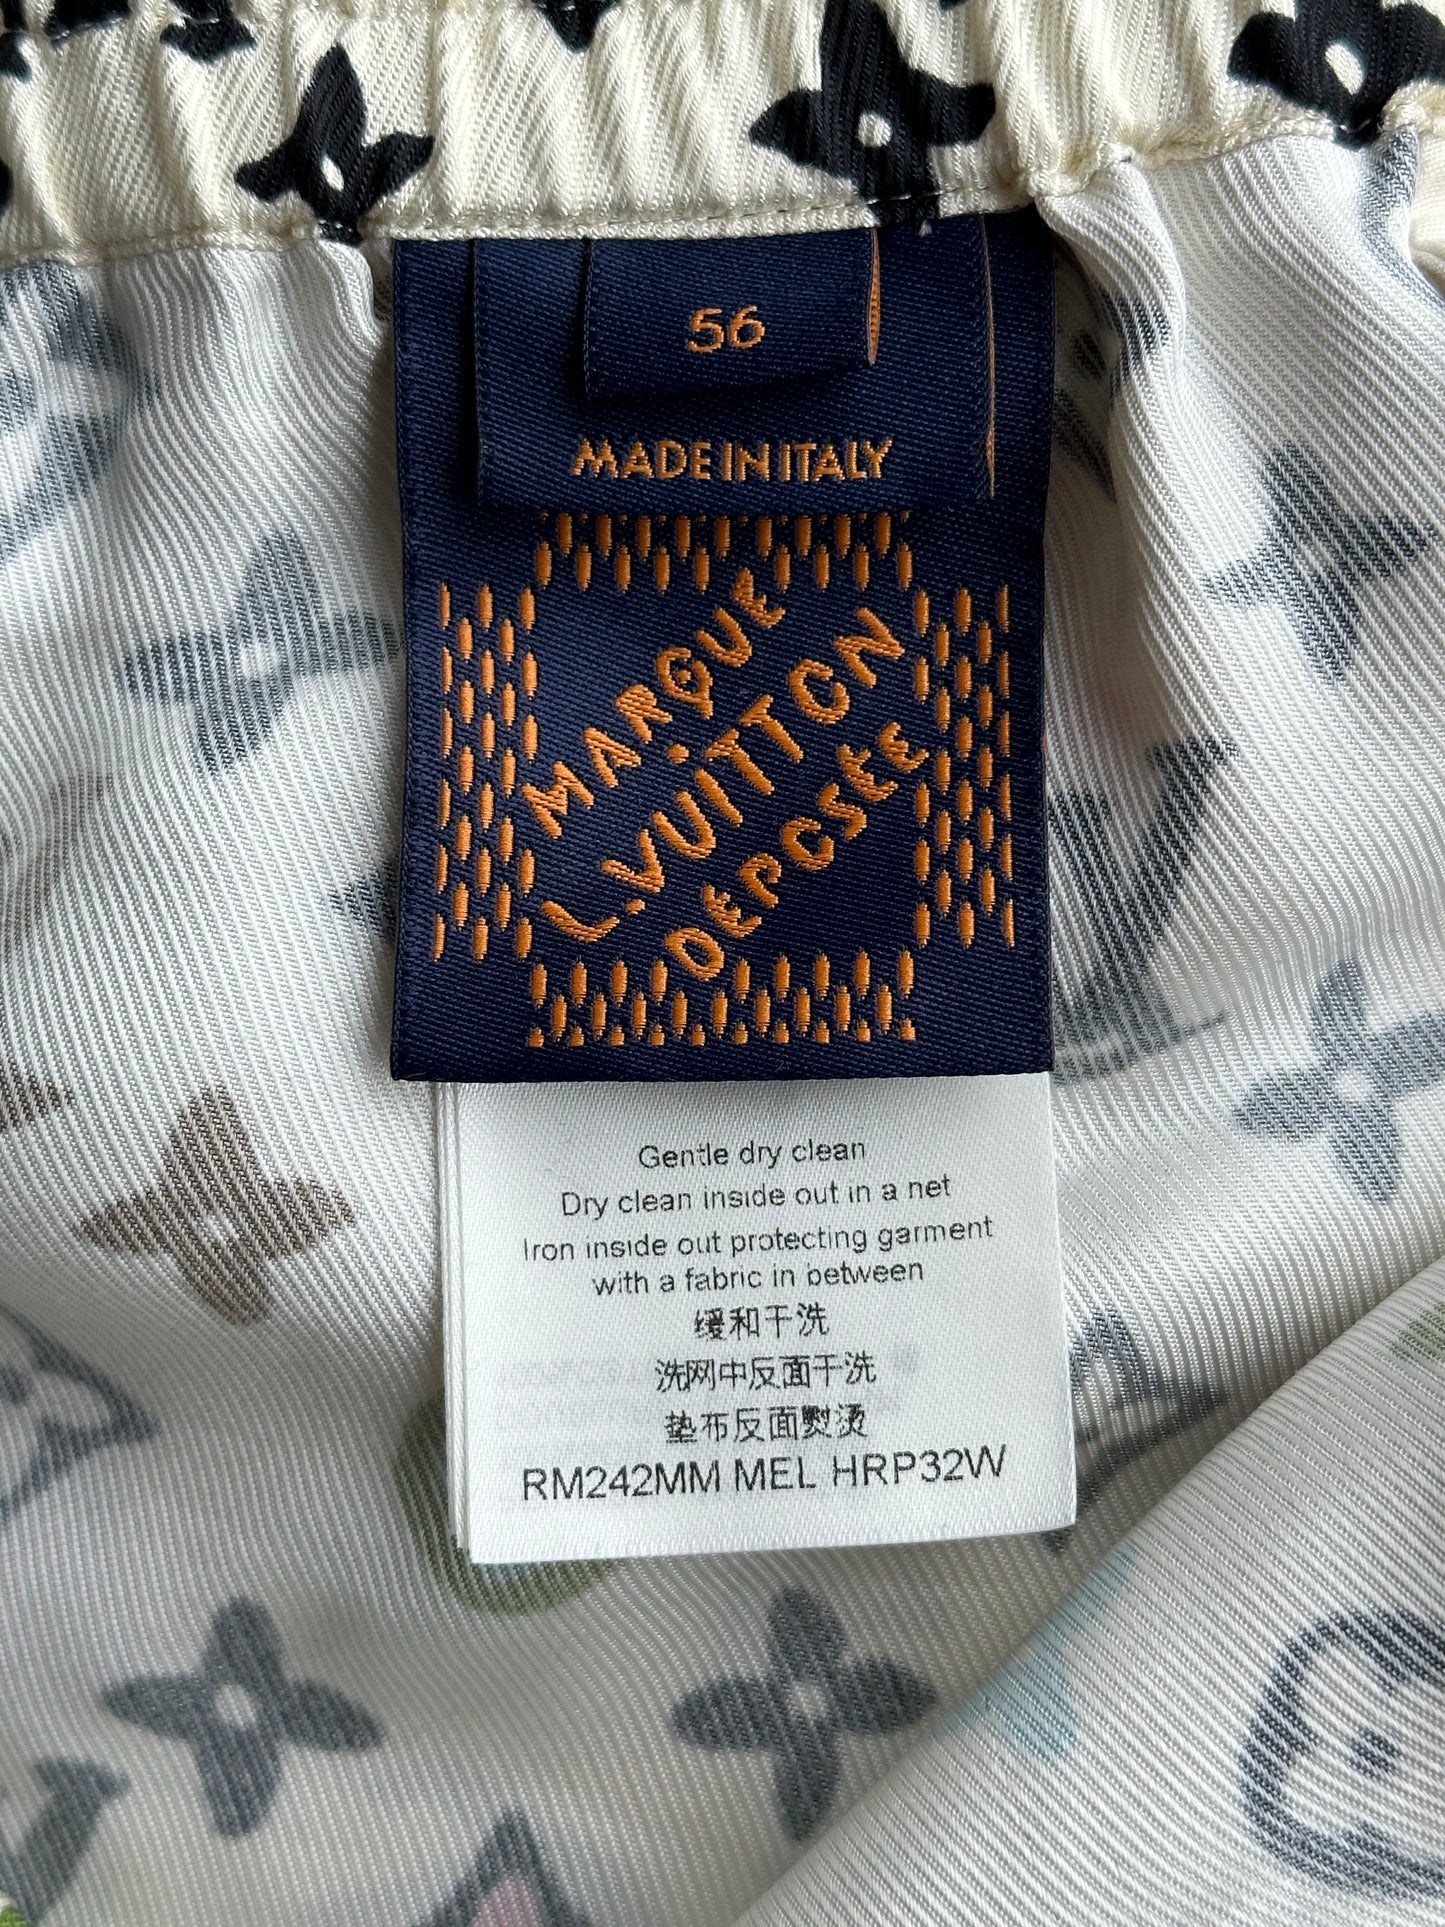 56
MADE IN ITALY
MARQUE
L.VUITTON
DEPOSEE
Gentle dry clean
Dry clean inside out in a net
Iron inside out protecting garment
with a fabric in between
缓和干洗
洗网中反面干洗
垫布反面熨烫
RM242MM MEL HRP32W